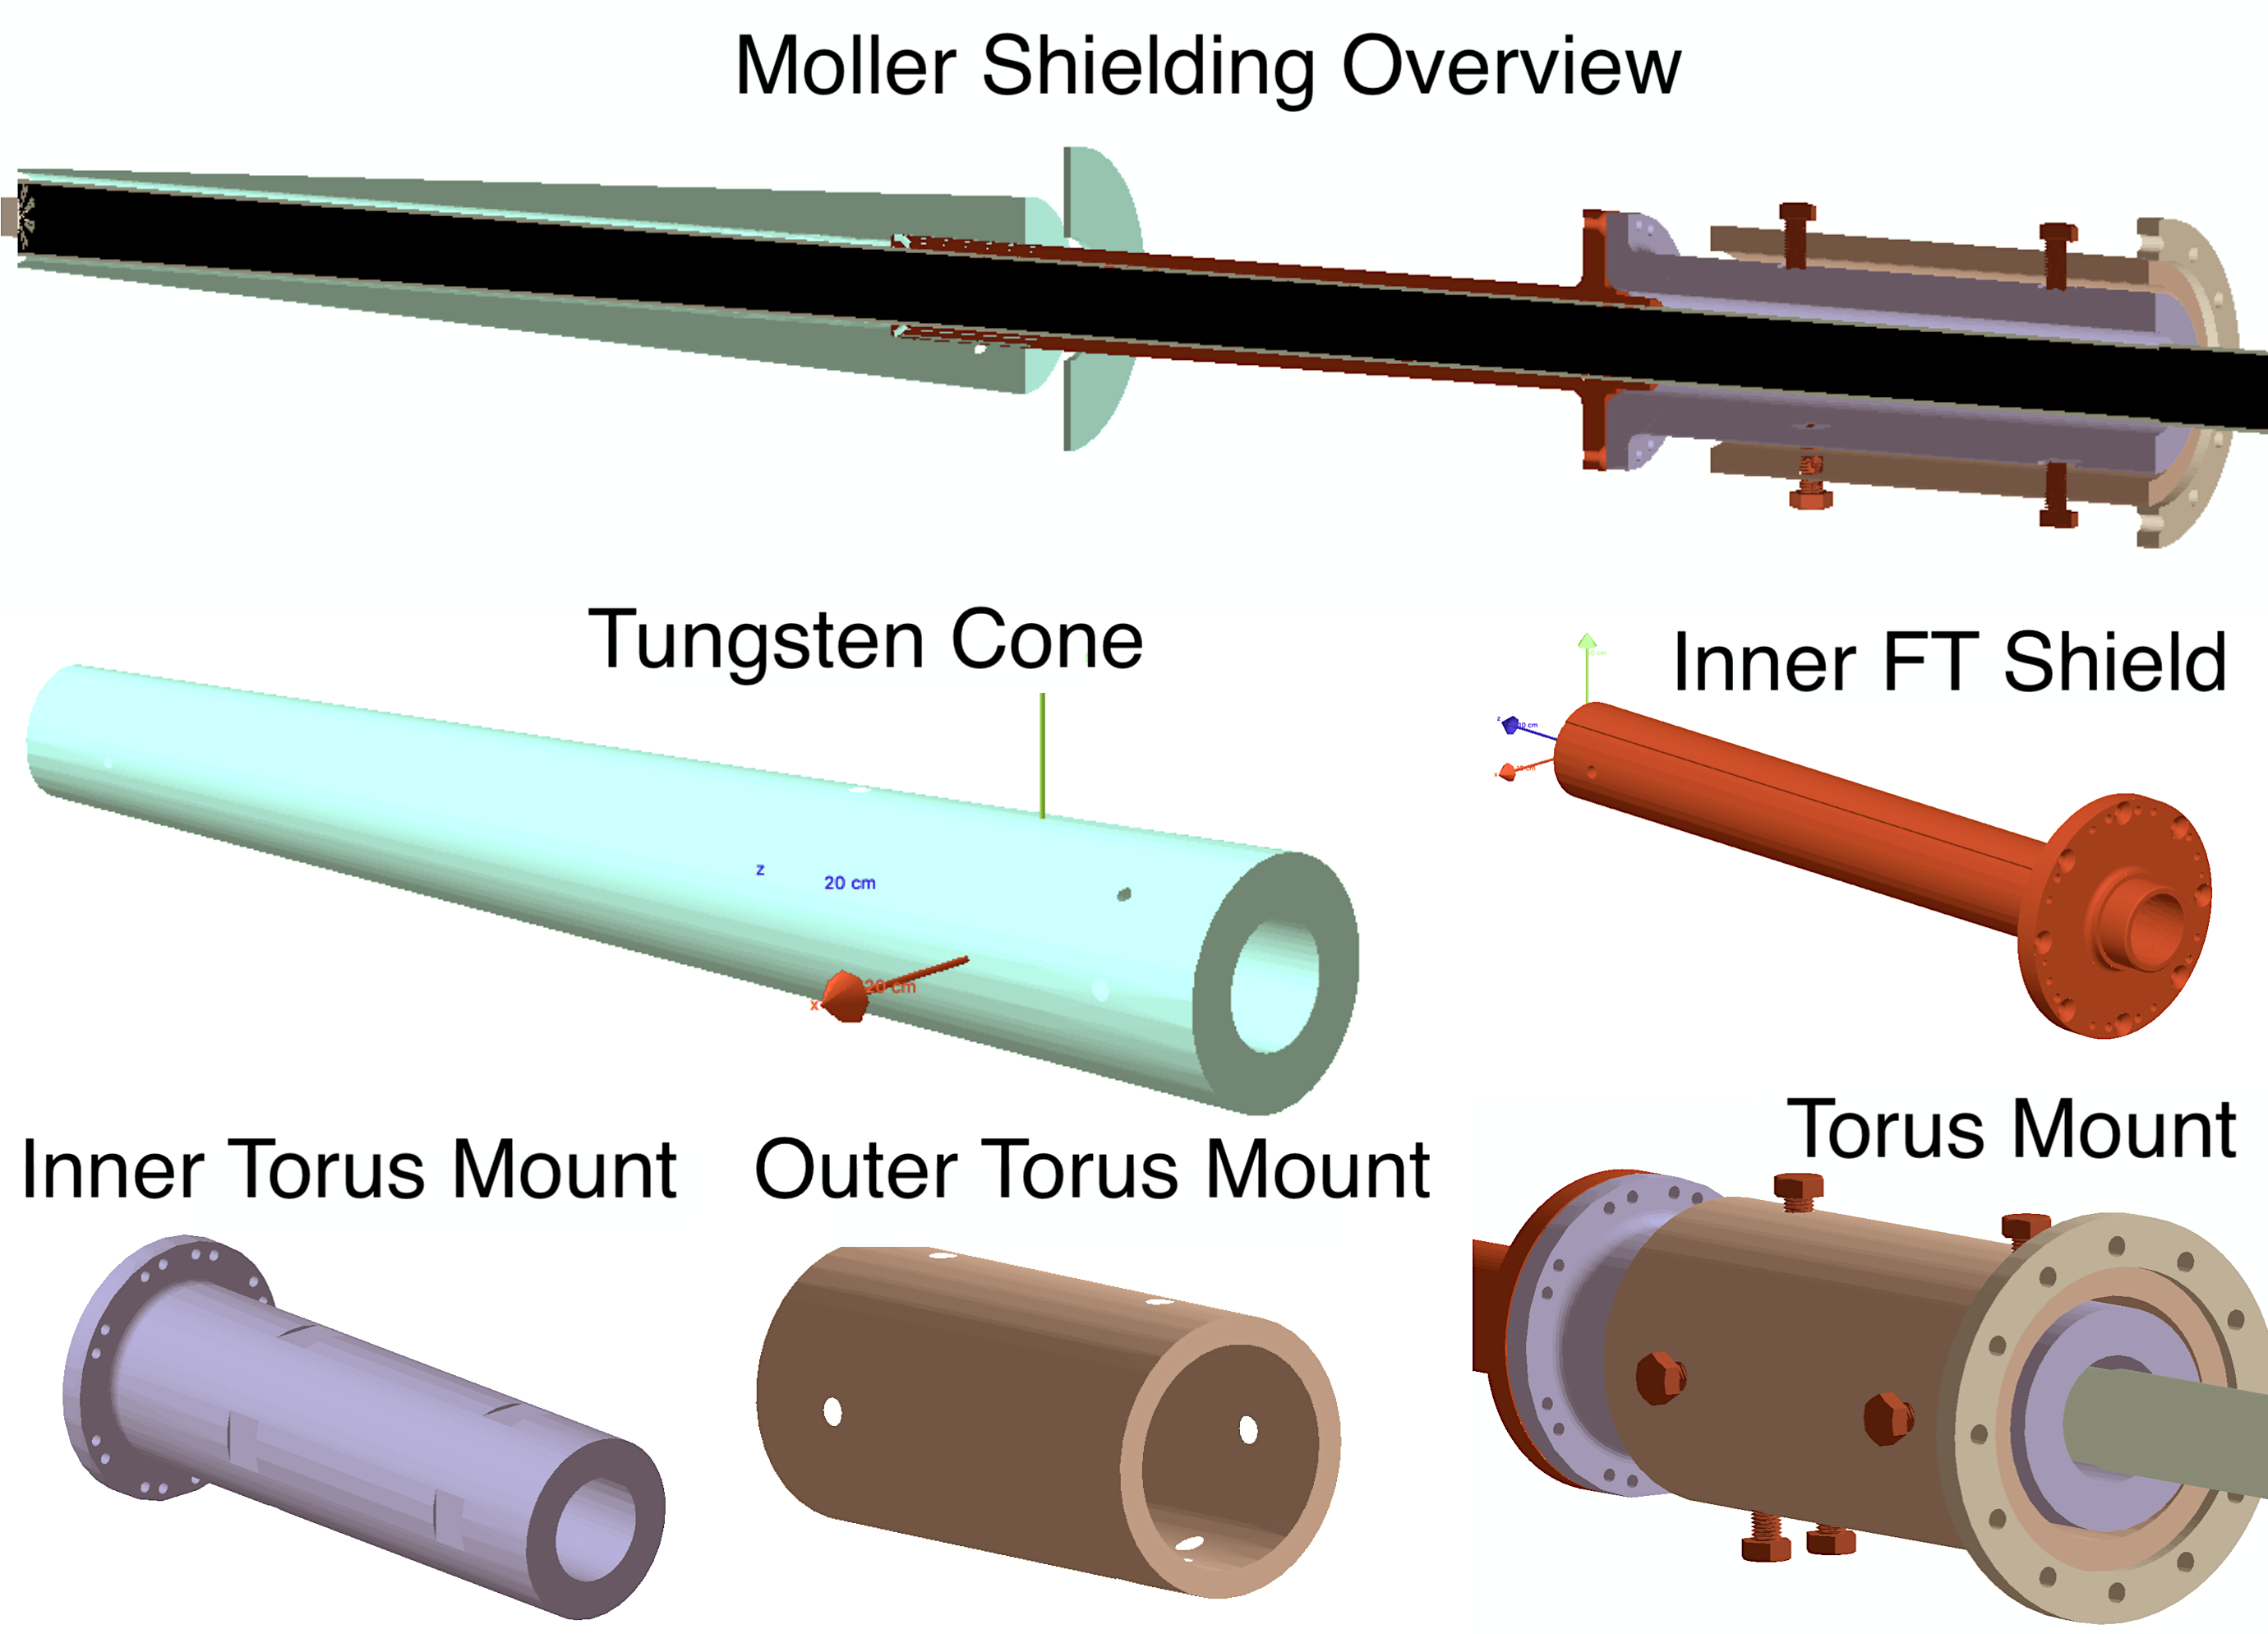 Moller Shielding Overview
Tungsten Cone
Inner FT Shield
z
20 cm
x
20 cm
z
x
Inner Torus Mount
Outer Torus Mount
Torus Mount